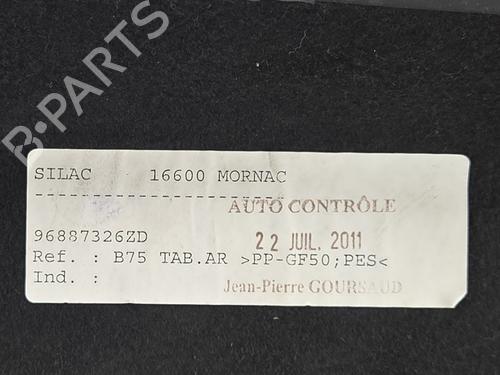 B-PARTS
SILAC 16600 MORNAC
AUTO CONTRÔLE
96887326ZD
22 JUIL. 2011
Ref. : B75 TAB.AR >PP-GF50;PES<
Ind. :
Jean-Pierre GOURSAUD